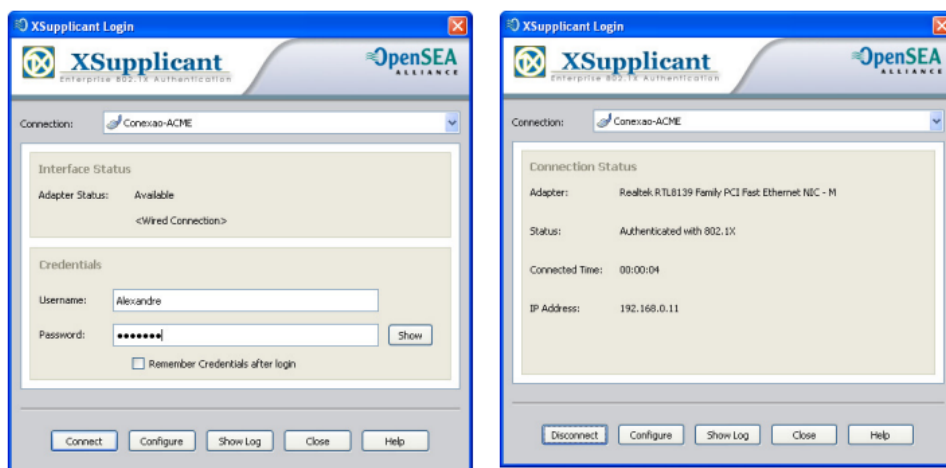 XSupplicant Login
1X
XSupplicant
Enterprise 802.1X Authentication
OpenSEA
ALLIANCE
Connection: Conexao-ACME
Interface Status
Adapter Status: Available
<Wired Connection>
Credentials
Username: Alexandre
Password: ●●●●●●● Show
Remember Credentials after login
Connect Configure Show Log Close Help
XSupplicant Login
1X
XSupplicant
Enterprise 802.1X Authentication
OpenSEA
ALLIANCE
Connection: Conexao-ACME
Connection Status
Adapter: Realtek RTL8139 Family PCI Fast Ethernet NIC - M
Status: Authenticated with 802.1X
Connected Time: 00:00:04
IP Address: 192.168.0.11
Disconnect Configure Show Log Close Help